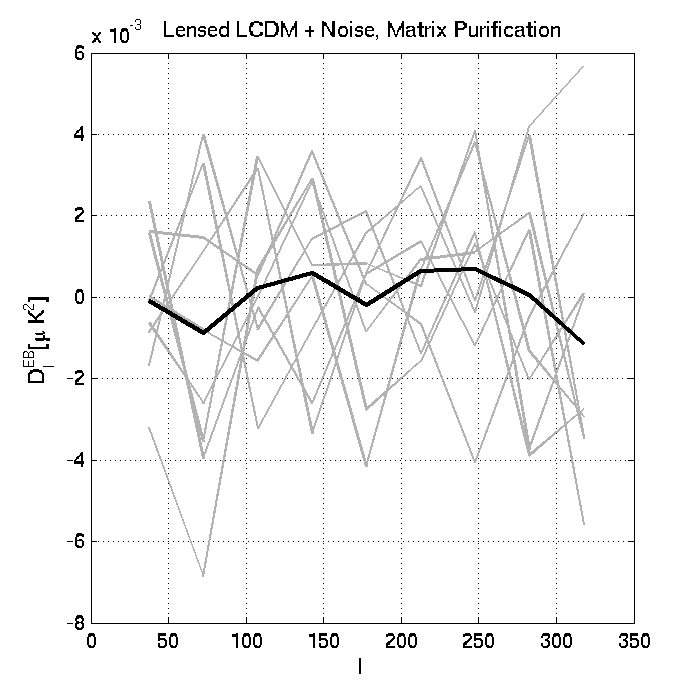 x 10^-3 Lensed LCDM + Noise, Matrix Purification
6
4
2
0
-2
-4
-6
-8
D_l^EB [μ K^2]
0 50 100 150 200 250 300 350
l